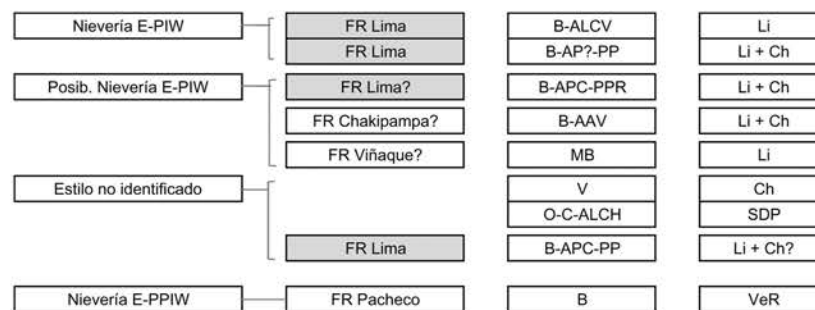 Nievería E-PIW FR Lima B-ALCV Li
FR Lima B-AP?-PP Li + Ch
Posib. Nievería E-PIW FR Lima? B-APC-PPR Li + Ch
FR Chakipampa? B-AAV Li + Ch
FR Viñaque? MB Li
Estilo no identificado V Ch
O-C-ALCH SDP
FR Lima B-APC-PP Li + Ch?
Nievería E-PPIW FR Pacheco B VeR